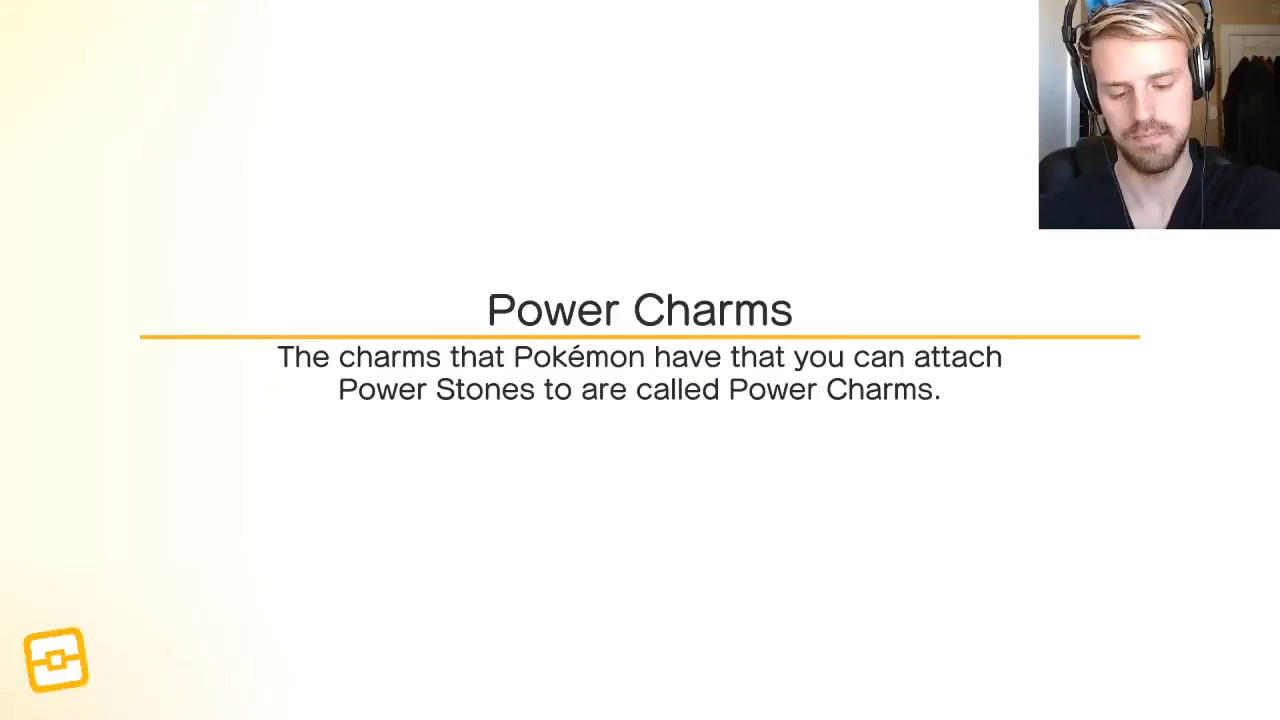 Power Charms
The charms that Pokémon have that you can attach
Power Stones to are called Power Charms.